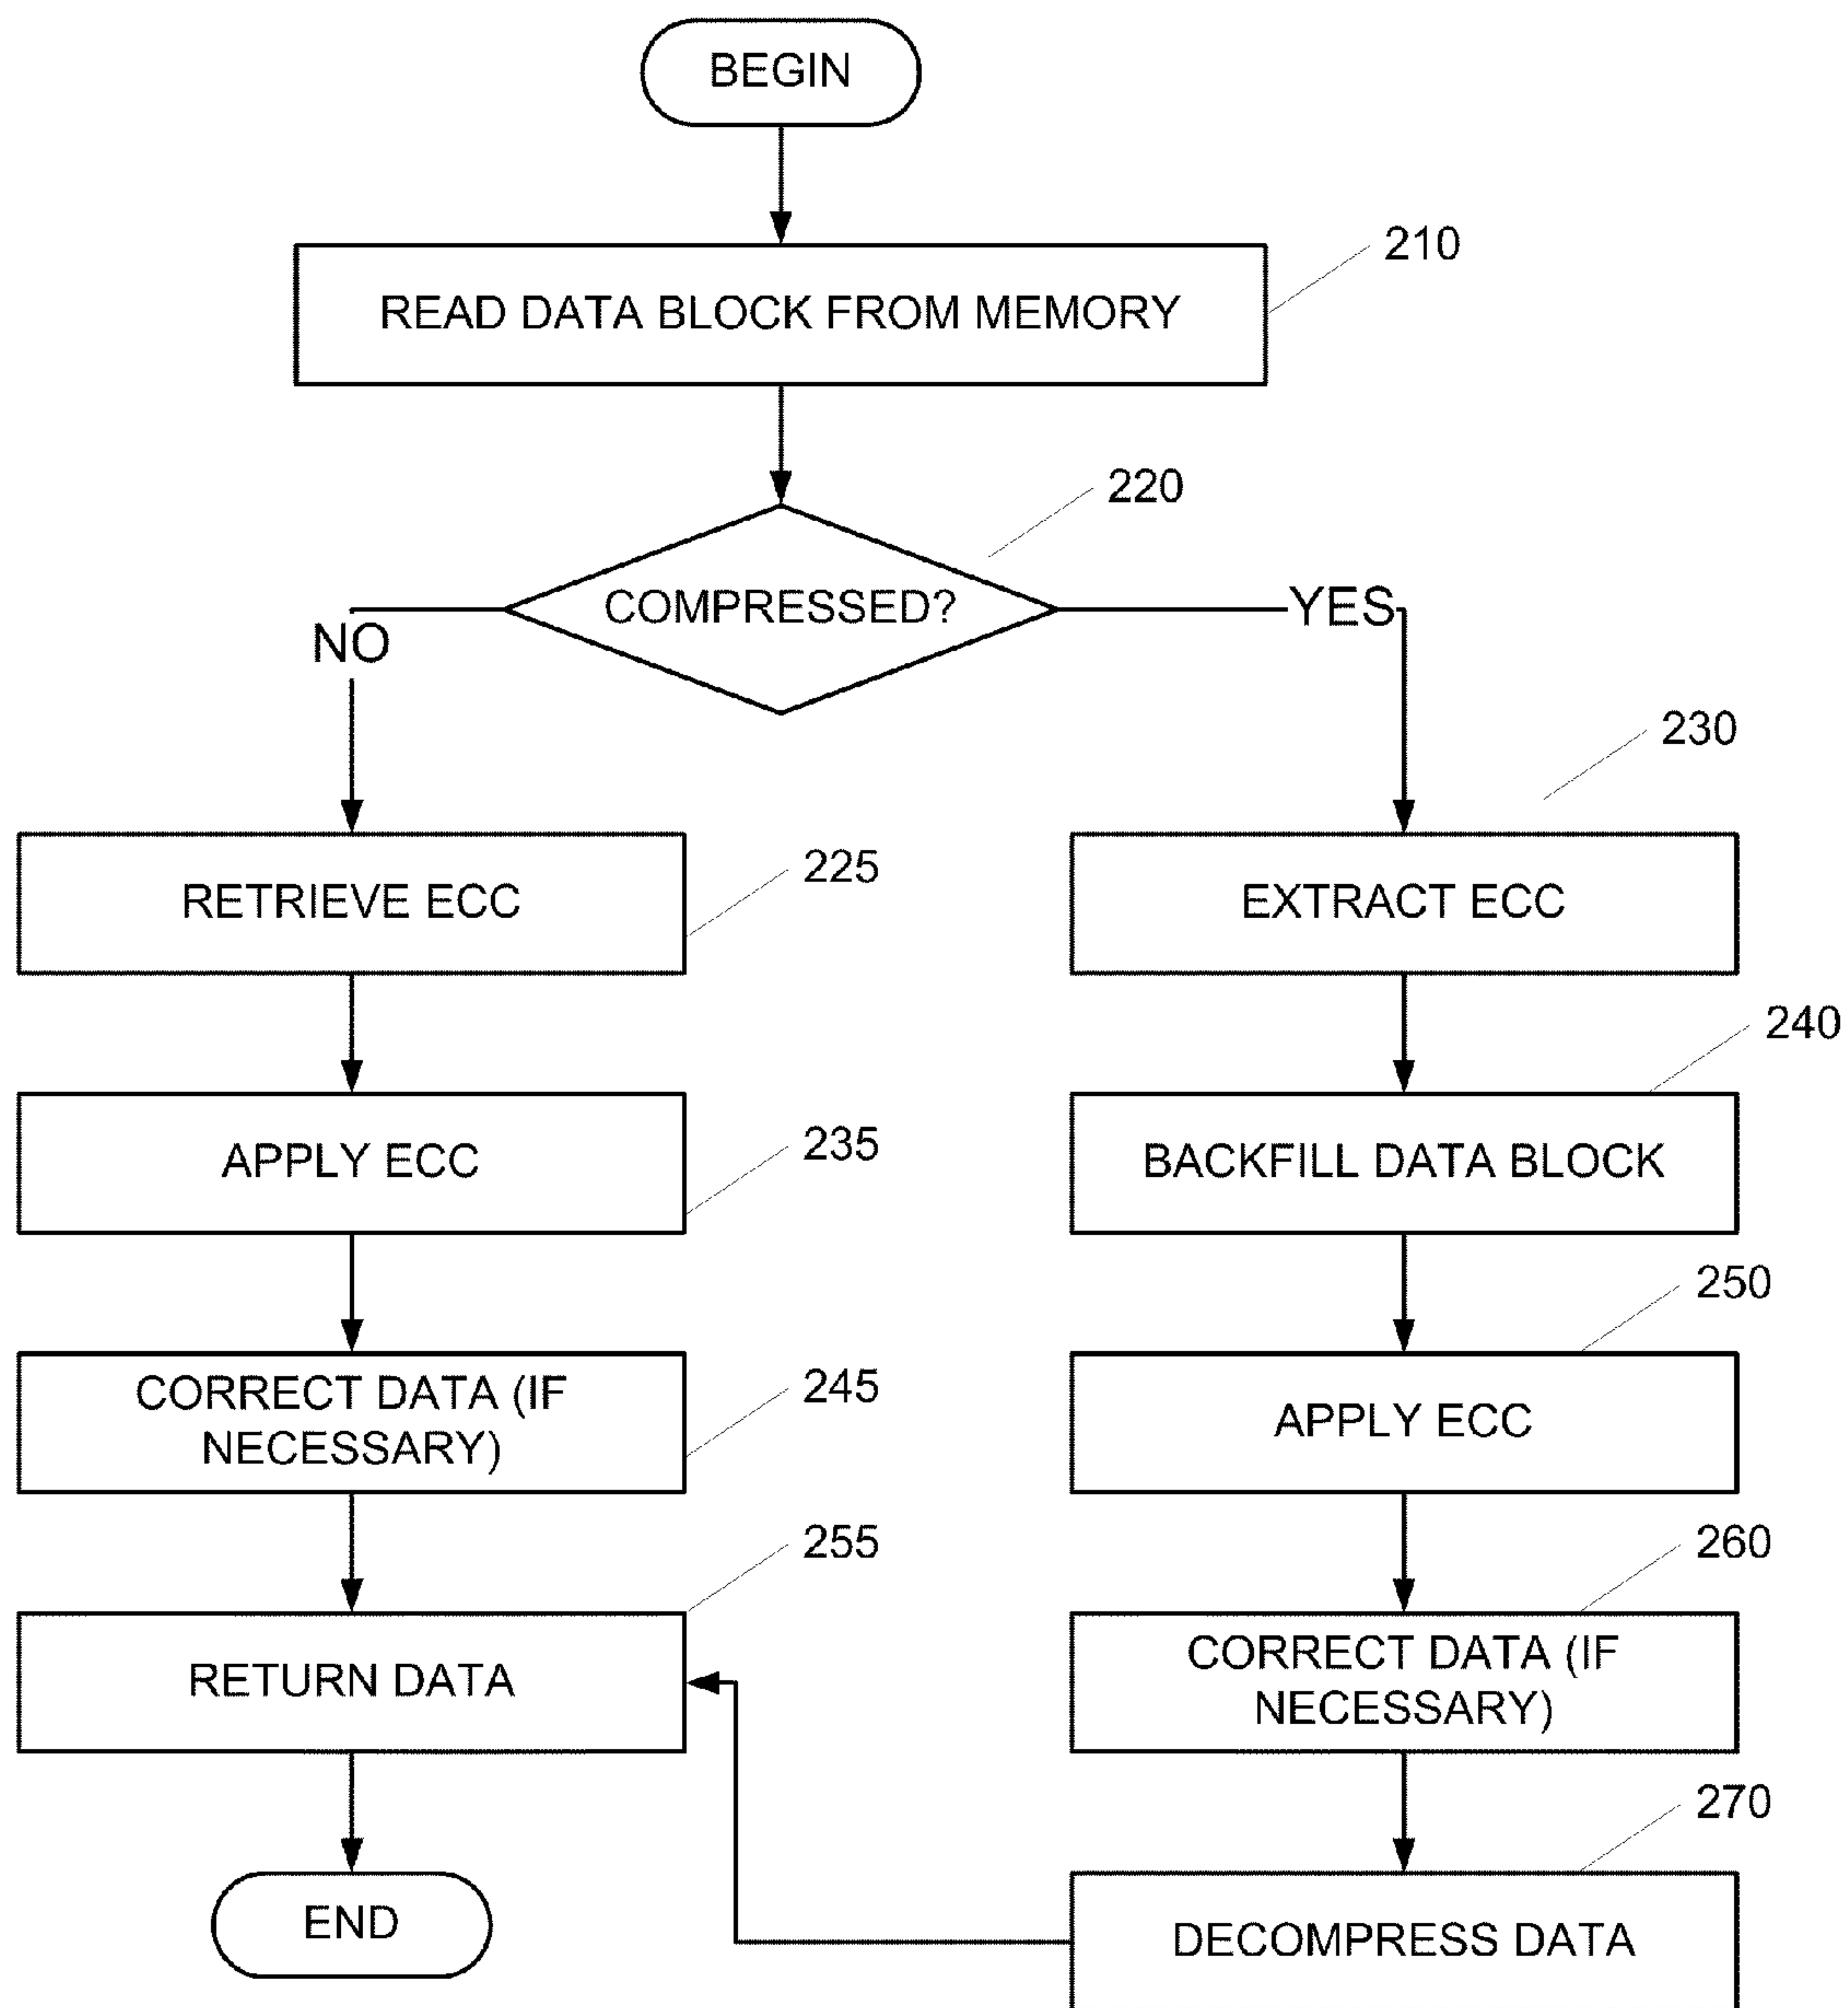 BEGIN
210
READ DATA BLOCK FROM MEMORY
220
COMPRESSED?
NO
YES
230
225
RETRIEVE ECC
EXTRACT ECC
240
235
APPLY ECC
BACKFILL DATA BLOCK
250
245
CORRECT DATA (IF
NECESSARY)
APPLY ECC
255
260
RETURN DATA
CORRECT DATA (IF
NECESSARY)
270
END
DECOMPRESS DATA